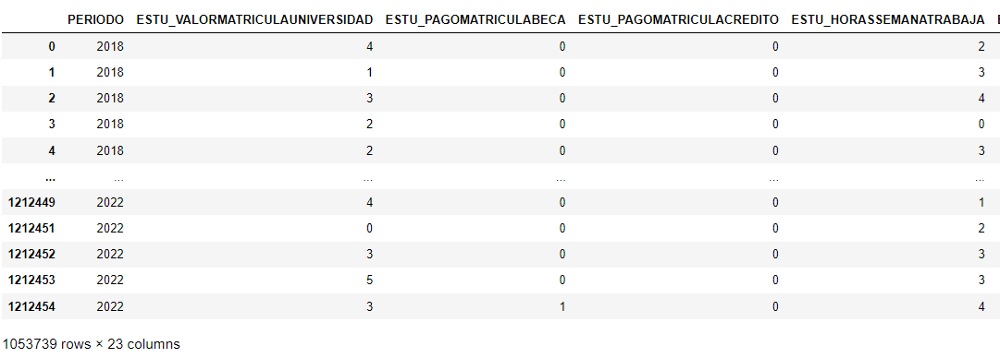 PERIODO ESTU_VALORMATRICULAUNIVERSIDAD ESTU_PAGOMATRICULABECA ESTU_PAGOMATRICULACREDITO ESTU_HORASSEMANATRABAJA
0 2018 4 0 0 2
1 2018 1 0 0 3
2 2018 3 0 0 4
3 2018 2 0 0 0
4 2018 2 0 0 3
... ... ... ... ... ...
1212449 2022 4 0 0 1
1212451 2022 0 0 0 2
1212452 2022 3 0 0 3
1212453 2022 5 0 0 3
1212454 2022 3 1 0 4
1053739 rows × 23 columns